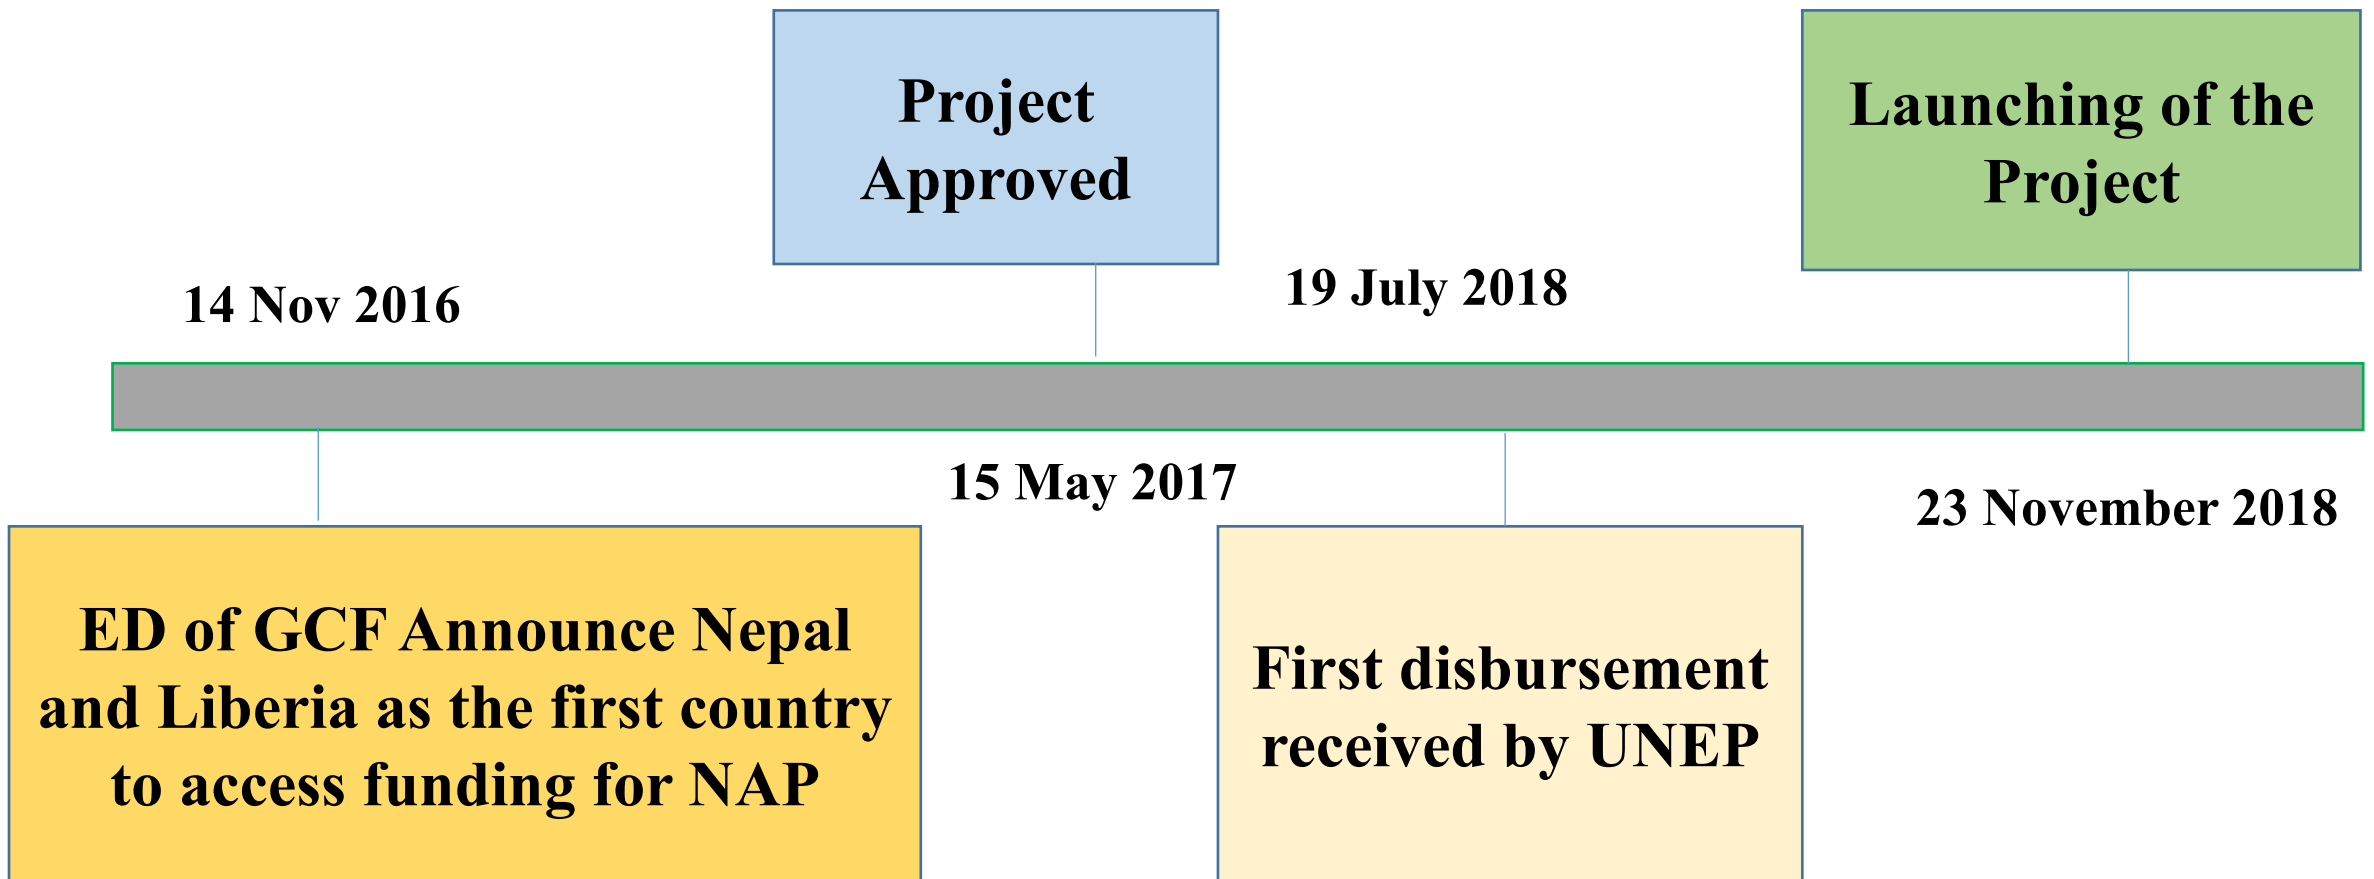 Project
Approved
Launching of the
Project
14 Nov 2016
19 July 2018
15 May 2017
23 November 2018
ED of GCF Announce Nepal
and Liberia as the first country
to access funding for NAP
First disbursement
received by UNEP